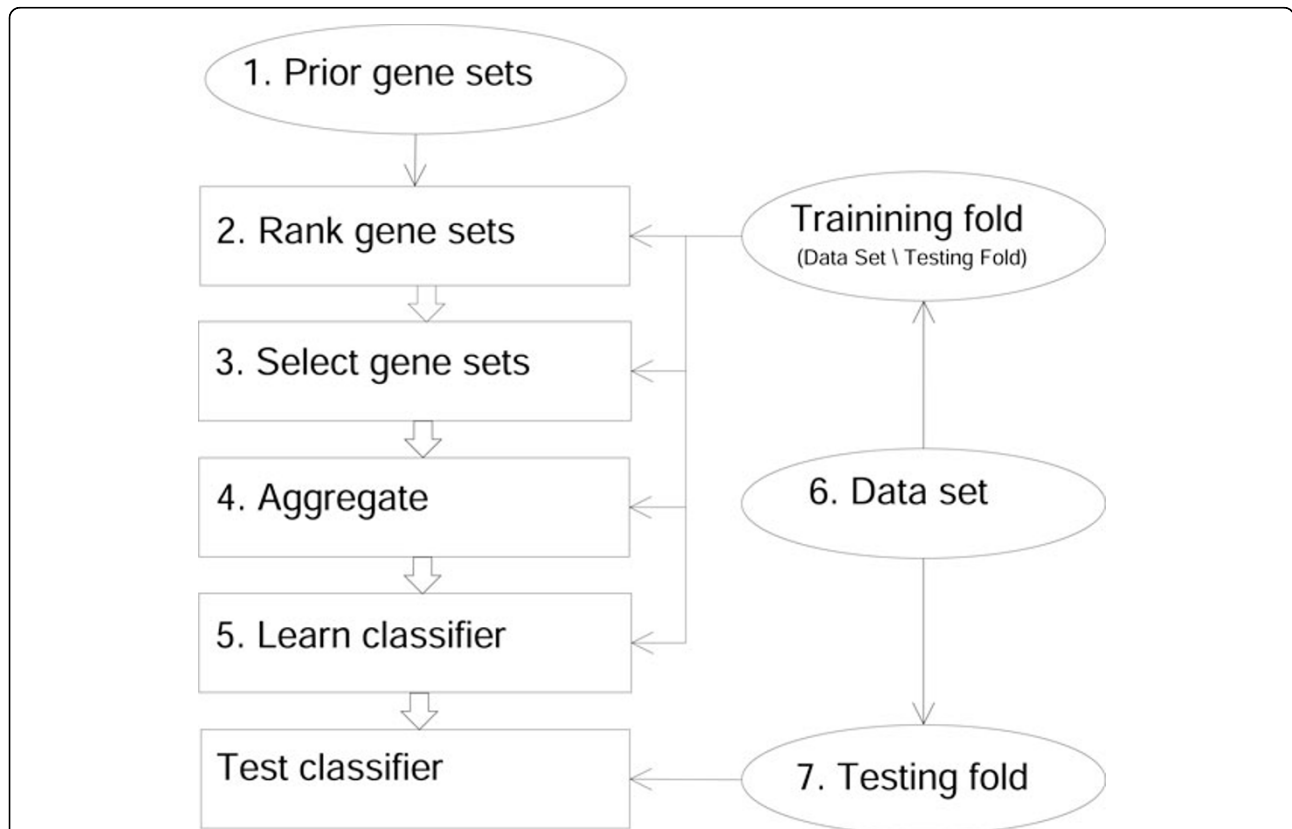 1. Prior gene sets
2. Rank gene sets
Trainining fold
(Data Set \ Testing Fold)
3. Select gene sets
4. Aggregate
6. Data set
5. Learn classifier
Test classifier
7. Testing fold